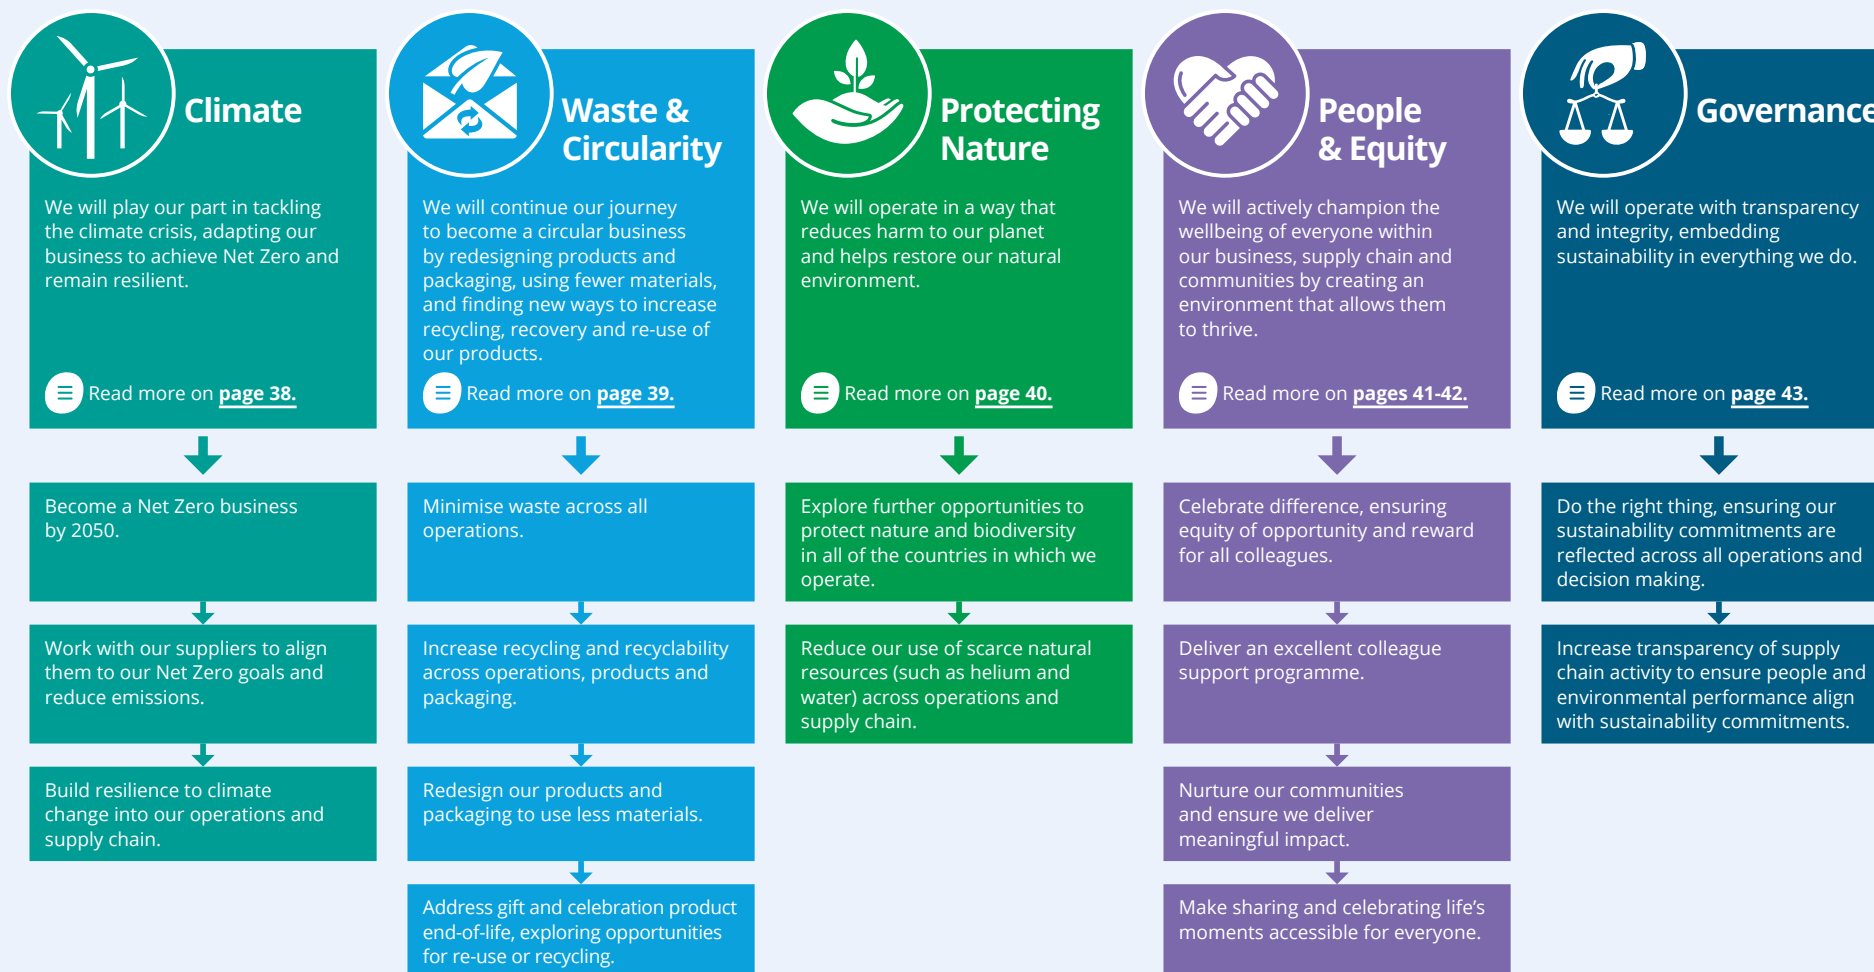 Climate
We will play our part in tackling
the climate crisis, adapting our
business to achieve Net Zero and
remain resilient.
Read more on page 38.
Become a Net Zero business
by 2050.
Work with our suppliers to align
them to our Net Zero goals and
reduce emissions.
Build resilience to climate
change into our operations and
supply chain.
Waste &
Circularity
We will continue our journey
to become a circular business
by redesigning products and
packaging, using fewer materials,
and finding new ways to increase
recycling, recovery and re-use of
our products.
Read more on page 39.
Minimise waste across all
operations.
Increase recycling and recyclability
across operations, products and
packaging.
Redesign our products and
packaging to use less materials.
Address gift and celebration product
end-of-life, exploring opportunities
for re-use or recycling.
Protecting
Nature
We will operate in a way that
reduces harm to our planet
and helps restore our natural
environment.
Read more on page 40.
Explore further opportunities to
protect nature and biodiversity
in all of the countries in which we
operate.
Reduce our use of scarce natural
resources (such as helium and
water) across operations and
supply chain.
People
& Equity
We will actively champion the
wellbeing of everyone within
our business, supply chain and
communities by creating an
environment that allows them
to thrive.
Read more on pages 41-42.
Celebrate difference, ensuring
equity of opportunity and reward
for all colleagues.
Deliver an excellent colleague
support programme.
Nurture our communities
and ensure we deliver
meaningful impact.
Make sharing and celebrating life’s
moments accessible for everyone.
Governance
We will operate with transparency
and integrity, embedding
sustainability in everything we do.
Read more on page 43.
Do the right thing, ensuring our
sustainability commitments are
reflected across all operations and
decision making.
Increase transparency of supply
chain activity to ensure people and
environmental performance align
with sustainability commitments.